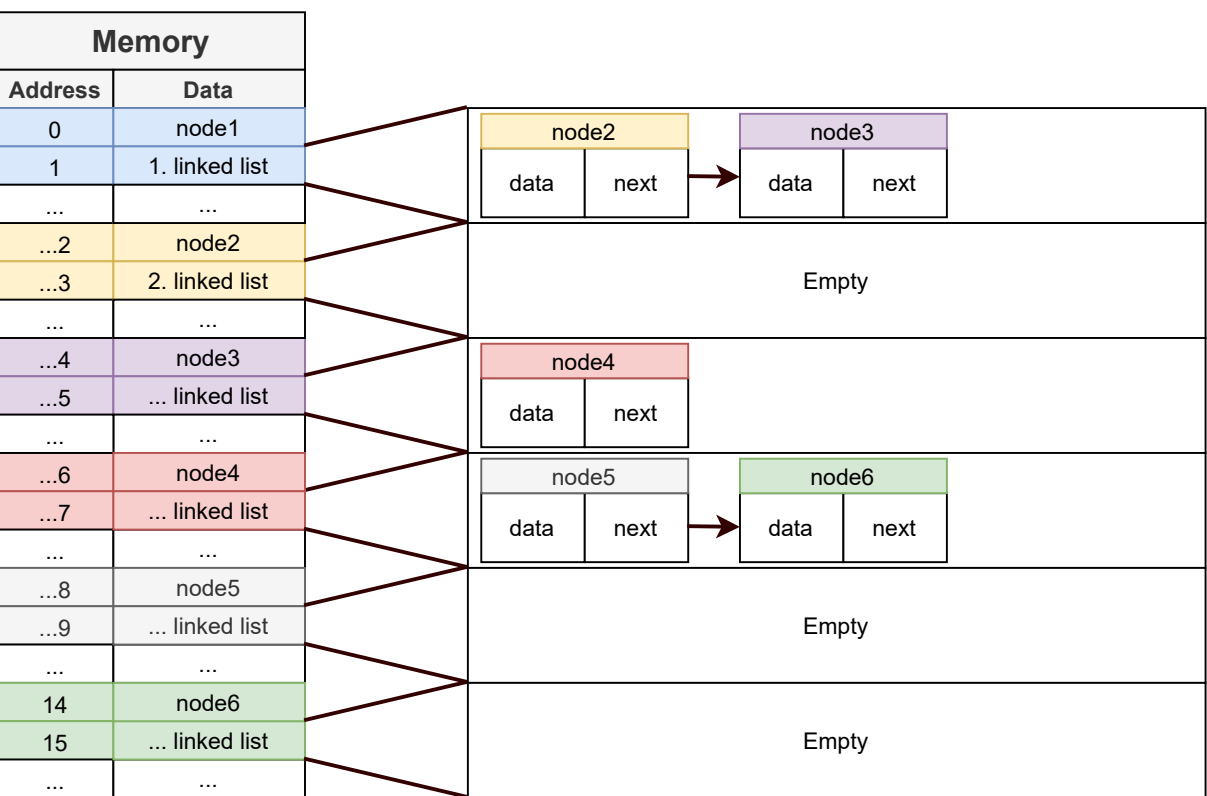 Memory
Address Data
0 node1
1 1. linked list
... ...
...2 node2
...3 2. linked list
... ...
...4 node3
...5 ... linked list
... ...
...6 node4
...7 ... linked list
... ...
...8 node5
...9 ... linked list
... ...
14 node6
15 ... linked list
... ...
node2 node3
data next data next
Empty
node4
data next
node5 node6
data next data next
Empty
Empty